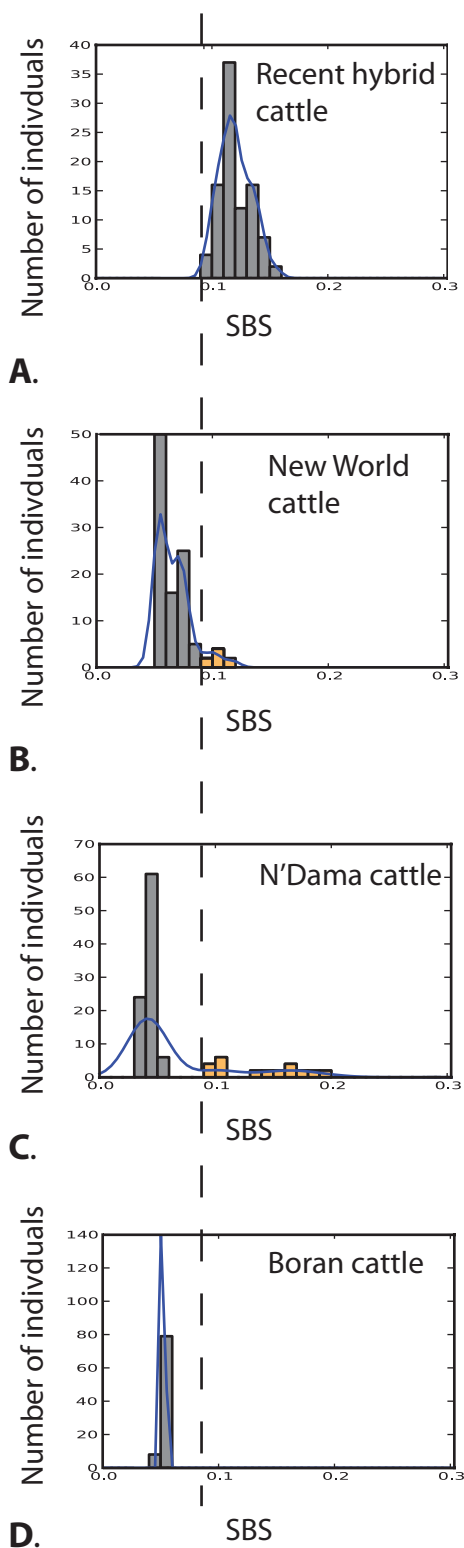 Number of indivduals
40
35
30
25
20
15
10
5
0
Recent hybrid
cattle
0.0 0.1 0.2 0.3
SBS
A.
Number of indivduals
50
40
30
20
10
0
New World
cattle
0.0 0.1 0.2 0.3
SBS
B.
Number of indivduals
70
60
50
40
30
20
10
0
N'Dama cattle
0.0 0.1 0.2 0.3
SBS
C.
Number of indivduals
140
120
100
80
60
40
20
0
Boran cattle
0.0 0.1 0.2 0.3
SBS
D.